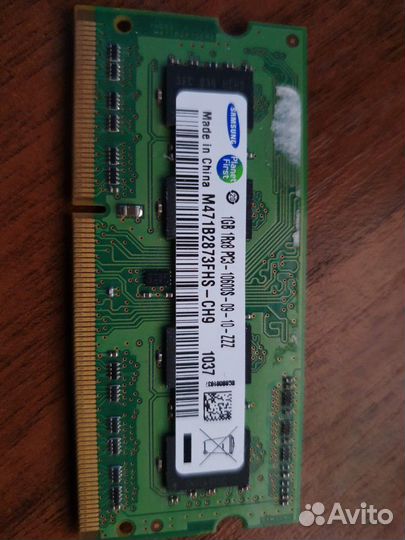 SAMSUNG
Planet First
1GB 1Rx8 PC3-10600S-09-10-ZZZ
Made in China
M471B2873FHS-CH9
1037
Avito